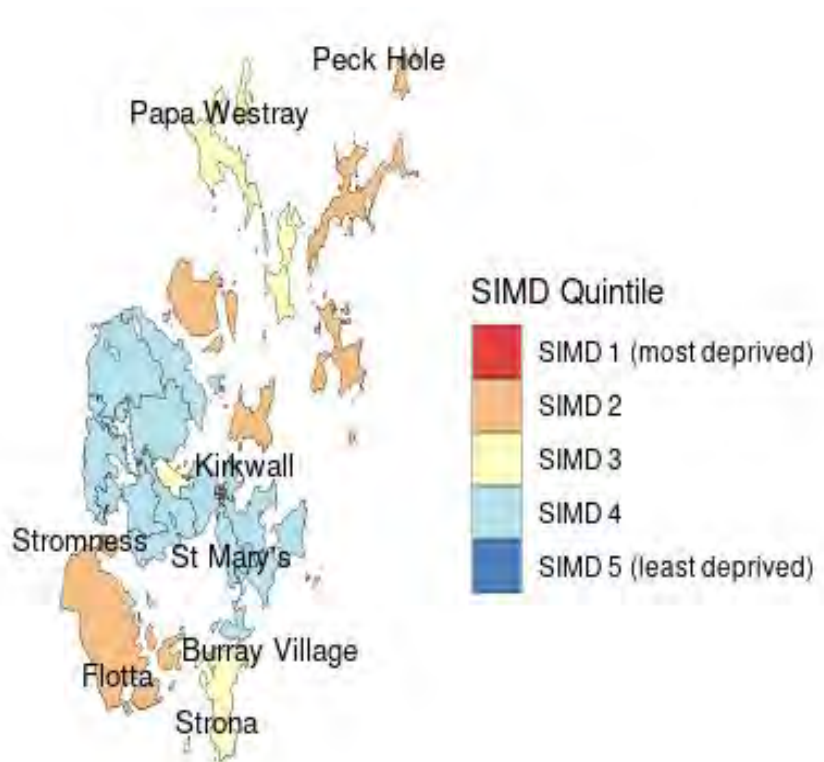 Peck Hole
Papa Westray
SIMD Quintile
SIMD 1 (most deprived)
SIMD 2
SIMD 3
SIMD 4
SIMD 5 (least deprived)
Kirkwall
Stromness
St Mary's
Burray Village
Flotta
Strona